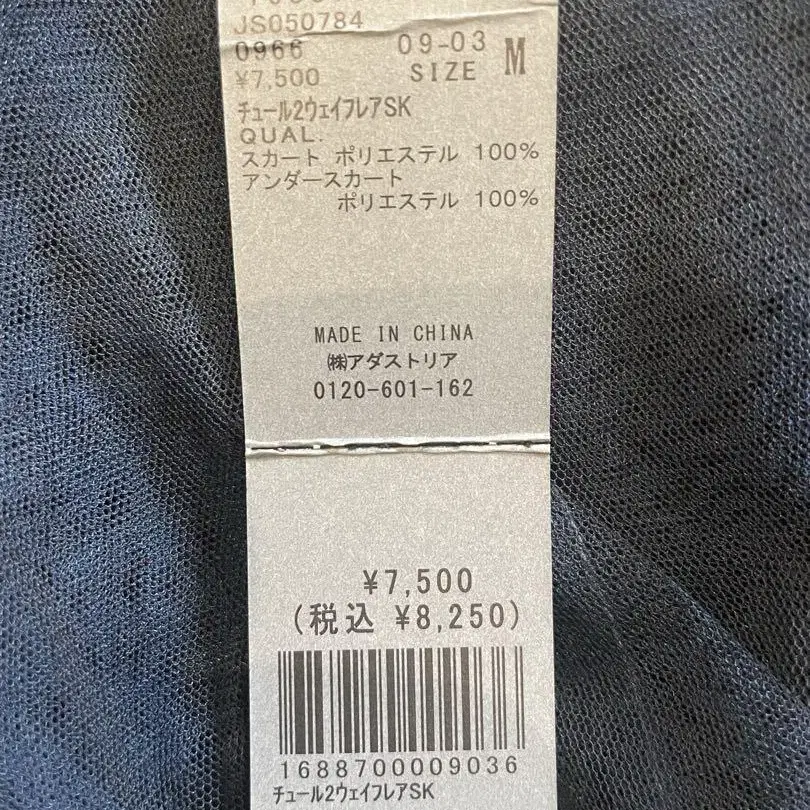 JS050784
0966 09-03 M
¥7,500 SIZE
チュール2ウェイフレアSK
QUAL.
スカート ポリエステル 100%
アンダースカート
ポリエステル 100%
MADE IN CHINA
㈱アダストリア
0120-601-162
¥7,500
(税込 ¥8,250)
1688700009036
チュール2ウェイフレアSK